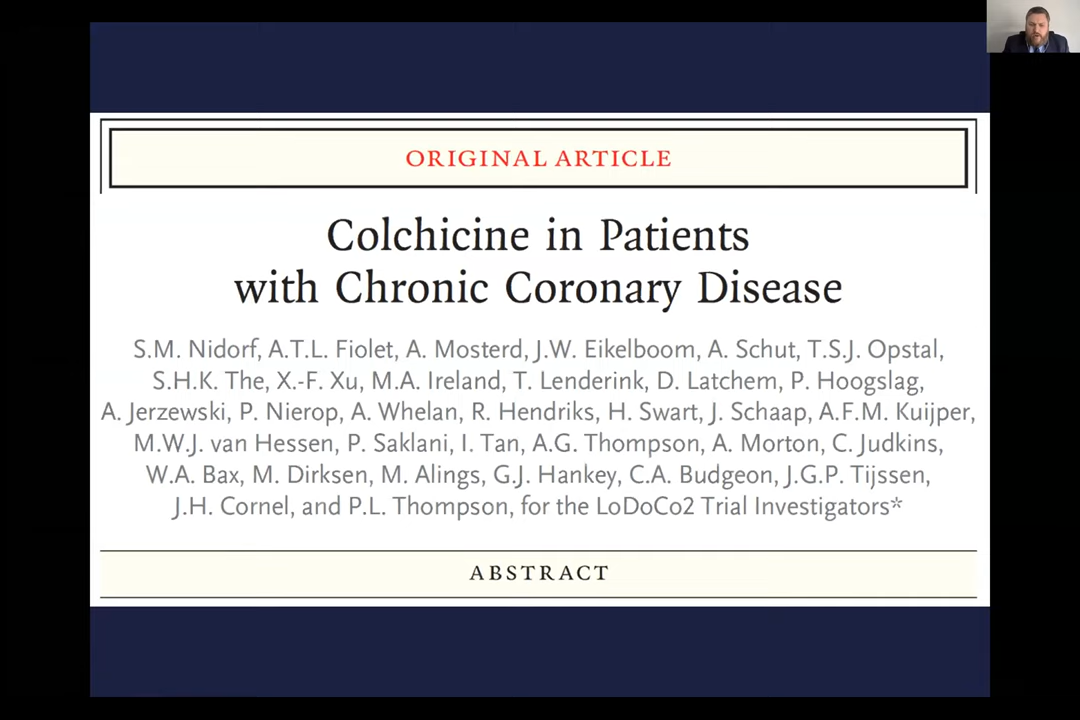 ORIGINAL ARTICLE
Colchicine in Patients
with Chronic Coronary Disease
S.M. Nidorf, A.T.L. Fiolet, A. Mosterd, J.W. Eikelboom, A. Schut, T.S.J. Opstal,
S.H.K. The, X.-F. Xu, M.A. Ireland, T. Lenderink, D. Latchem, P. Hoogslag,
A. Jerzewski, P. Nierop, A. Whelan, R. Hendriks, H. Swart, J. Schaap, A.F.M. Kuijper,
M.W.J. van Hessen, P. Saklani, I. Tan, A.G. Thompson, A. Morton, C. Judkins,
W.A. Bax, M. Dirksen, M. Alings, G.J. Hankey, C.A. Budgeon, J.G.P. Tijssen,
J.H. Cornel, and P.L. Thompson, for the LoDoCo2 Trial Investigators*
ABSTRACT